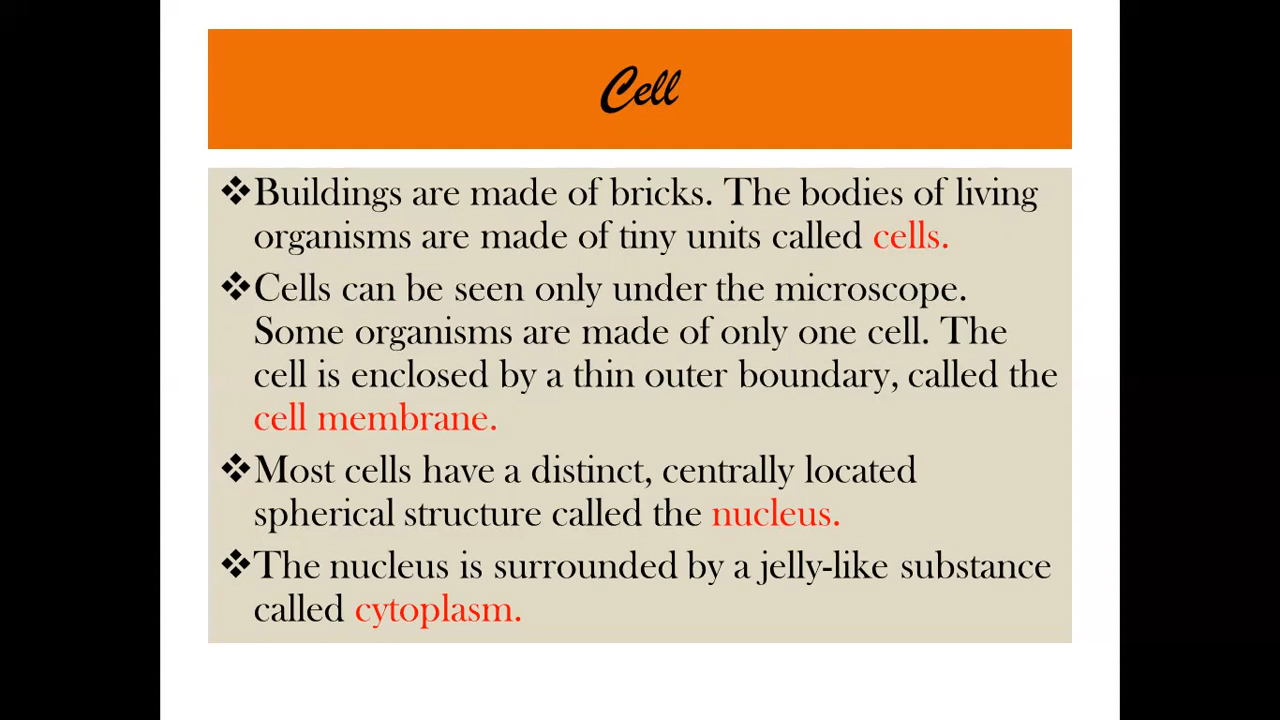 Cell
❖Buildings are made of bricks. The bodies of living
organisms are made of tiny units called cells.
❖Cells can be seen only under the microscope.
Some organisms are made of only one cell. The
cell is enclosed by a thin outer boundary, called the
cell membrane.
❖Most cells have a distinct, centrally located
spherical structure called the nucleus.
❖The nucleus is surrounded by a jelly-like substance
called cytoplasm.